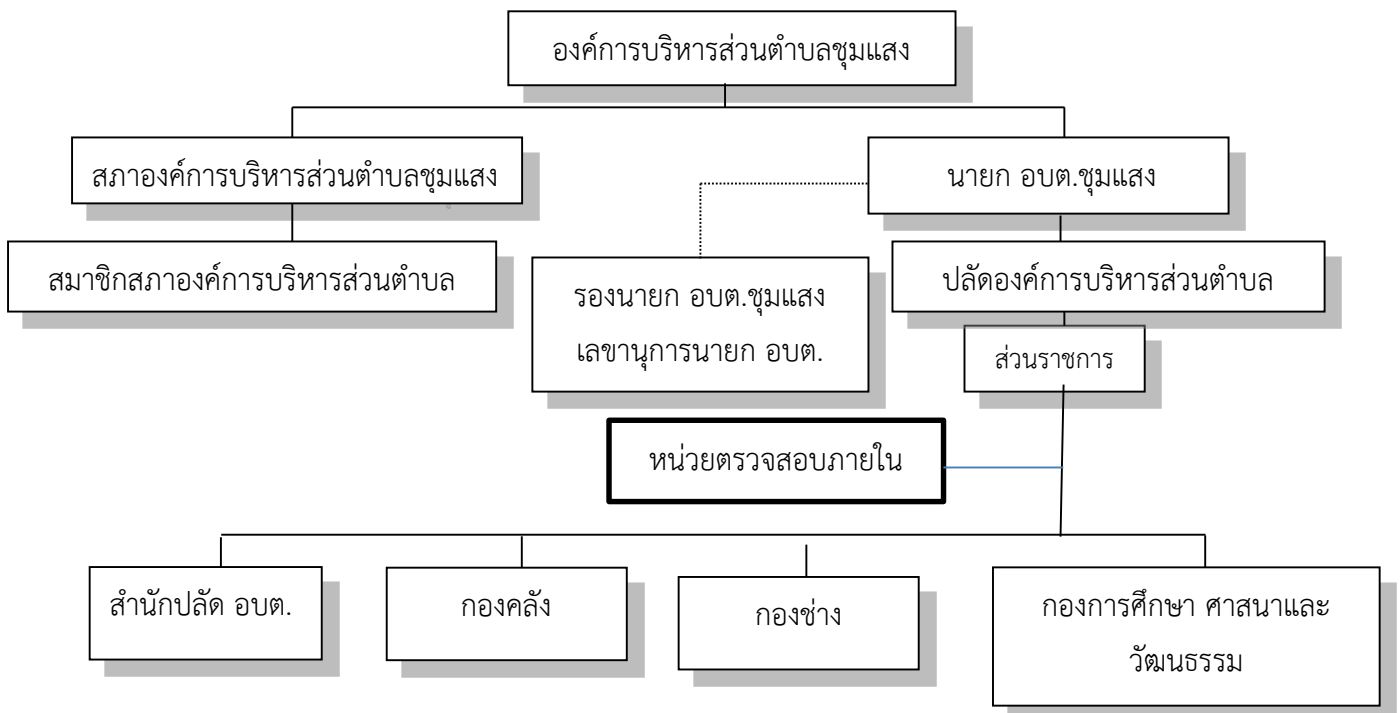 องค์การบริหารส่วนตำบลชุมแสง
สภาองค์การบริหารส่วนตำบลชุมแสง
นายก อบต.ชุมแสง
สมาชิกสภาองค์การบริหารส่วนตำบล
รองนายก อบต.ชุมแสง
เลขานุการนายก อบต.
ปลัดองค์การบริหารส่วนตำบล
ส่วนราชการ
หน่วยตรวจสอบภายใน
สำนักปลัด อบต.
กองคลัง
กองช่าง
กองการศึกษา ศาสนาและ
วัฒนธรรม